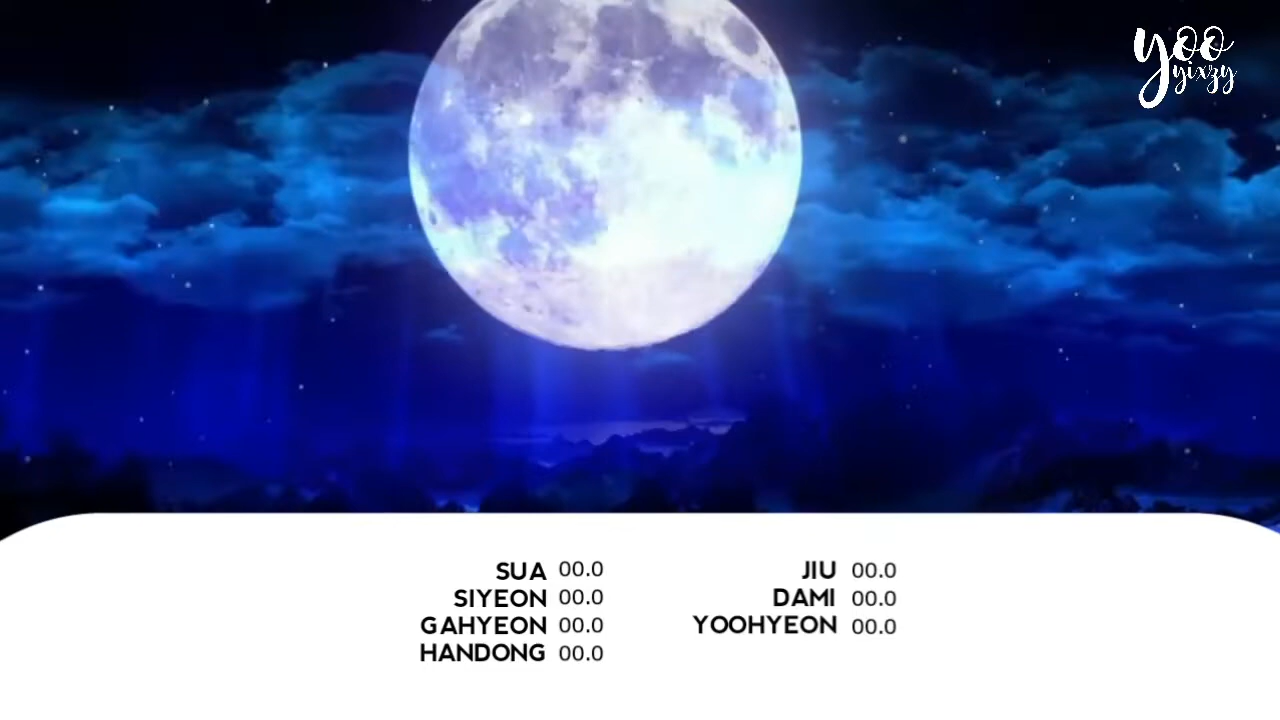 yoo
yixzy
SUA 00.0
SIYEON 00.0
GAHYEON 00.0
HANDONG 00.0
JIU 00.0
DAMI 00.0
YOOHYEON 00.0